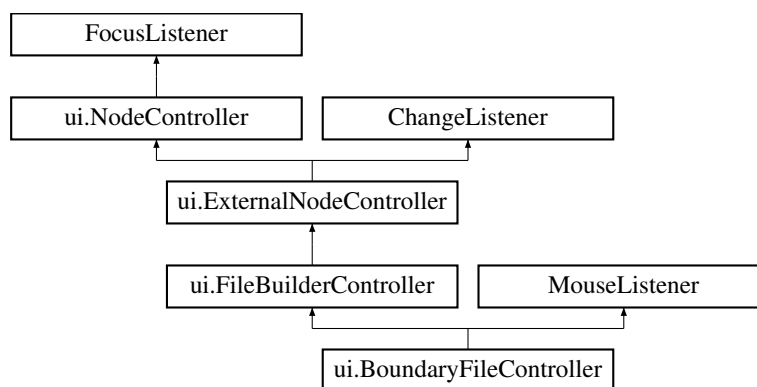 FocusListener
ui.NodeController
ChangeListener
ui.ExternalNodeController
ui.FileBuilderController
MouseListener
ui.BoundaryFileController